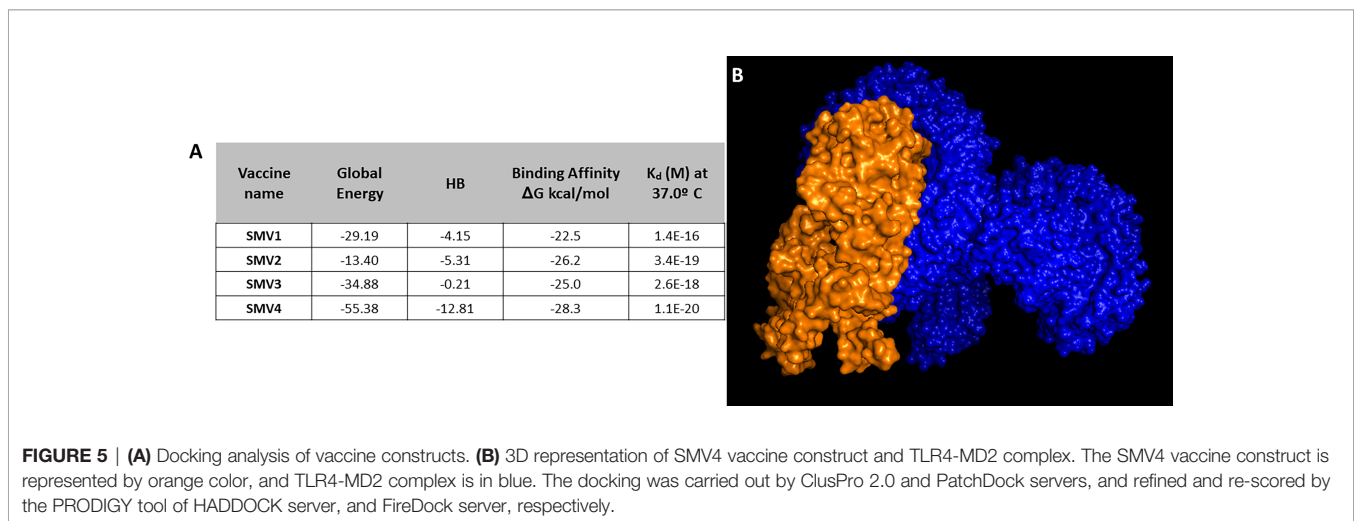 A
Vaccine name Global Energy HB Binding Affinity ΔG kcal/mol Kd (M) at 37.0º C
SMV1 -29.19 -4.15 -22.5 1.4E-16
SMV2 -13.40 -5.31 -26.2 3.4E-19
SMV3 -34.88 -0.21 -25.0 2.6E-18
SMV4 -55.38 -12.81 -28.3 1.1E-20
B
FIGURE 5 | (A) Docking analysis of vaccine constructs. (B) 3D representation of SMV4 vaccine construct and TLR4-MD2 complex. The SMV4 vaccine construct is
represented by orange color, and TLR4-MD2 complex is in blue. The docking was carried out by ClusPro 2.0 and PatchDock servers, and refined and re-scored by
the PRODIGY tool of HADDOCK server, and FireDock server, respectively.